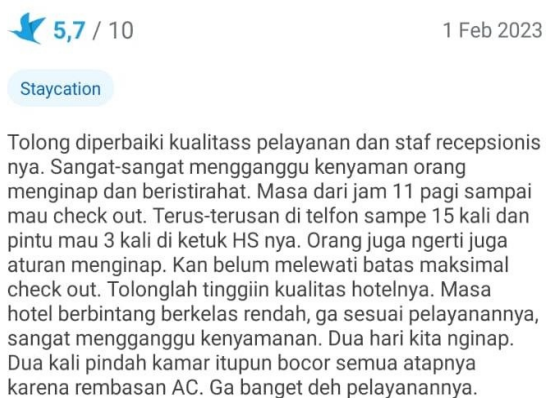 5,7 / 10
1 Feb 2023
Staycation
Tolong diperbaiki kualitass pelayanan dan staf recepsionis
nya. Sangat-sangat mengganggu kenyaman orang
menginap dan beristirahat. Masa dari jam 11 pagi sampai
mau check out. Terus-terusan di telfon sampe 15 kali dan
pintu mau 3 kali di ketuk HS nya. Orang juga ngerti juga
aturan menginap. Kan belum melewati batas maksimal
check out. Tolonglah tinggiin kualitas hotelnya. Masa
hotel berbintang berkelas rendah, ga sesuai pelayanannya,
sangat mengganggu kenyamanan. Dua hari kita nginap.
Dua kali pindah kamar itupun bocor semua atapnya
karena rembasan AC. Ga banget deh pelayanannya.